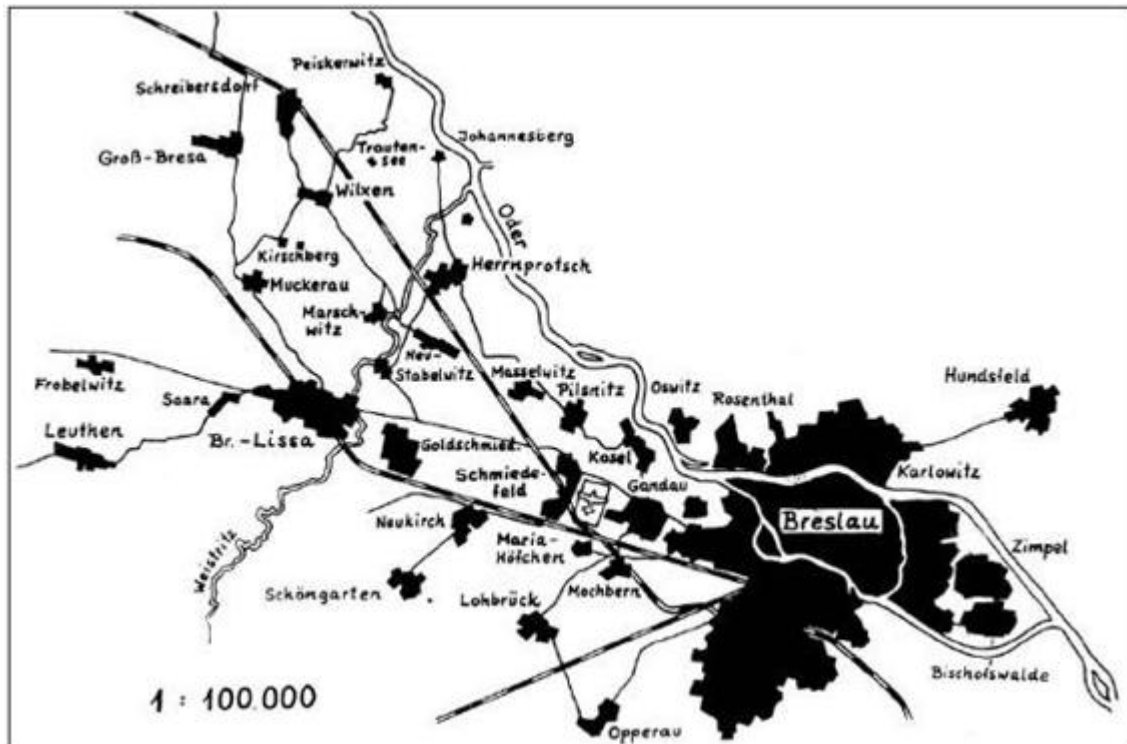 Peiskerwitz
Schreibersdorf
Johannesberg
Trauten-
see
Groß-Bresa
Wilxen
Oder
Kirschberg
Herrnprotsch
Muckerau
Marsch-
witz
Neu-
Stabelwitz
Masselwitz
Pilsnitz
Oswitz
Rosenthal
Hundsfeld
Frobelwitz
Saara
Leuthen
Br.-Lissa
Goldschmied.
Kosel
Karlowitz
Schmiede-
feld
Gandau
Breslau
Neukirch
Maria-
Höfchen
Zimpel
Weistritz
Schöngarten
Lohbrück
Mochbern
Bischofswalde
1 : 100.000
Opperau